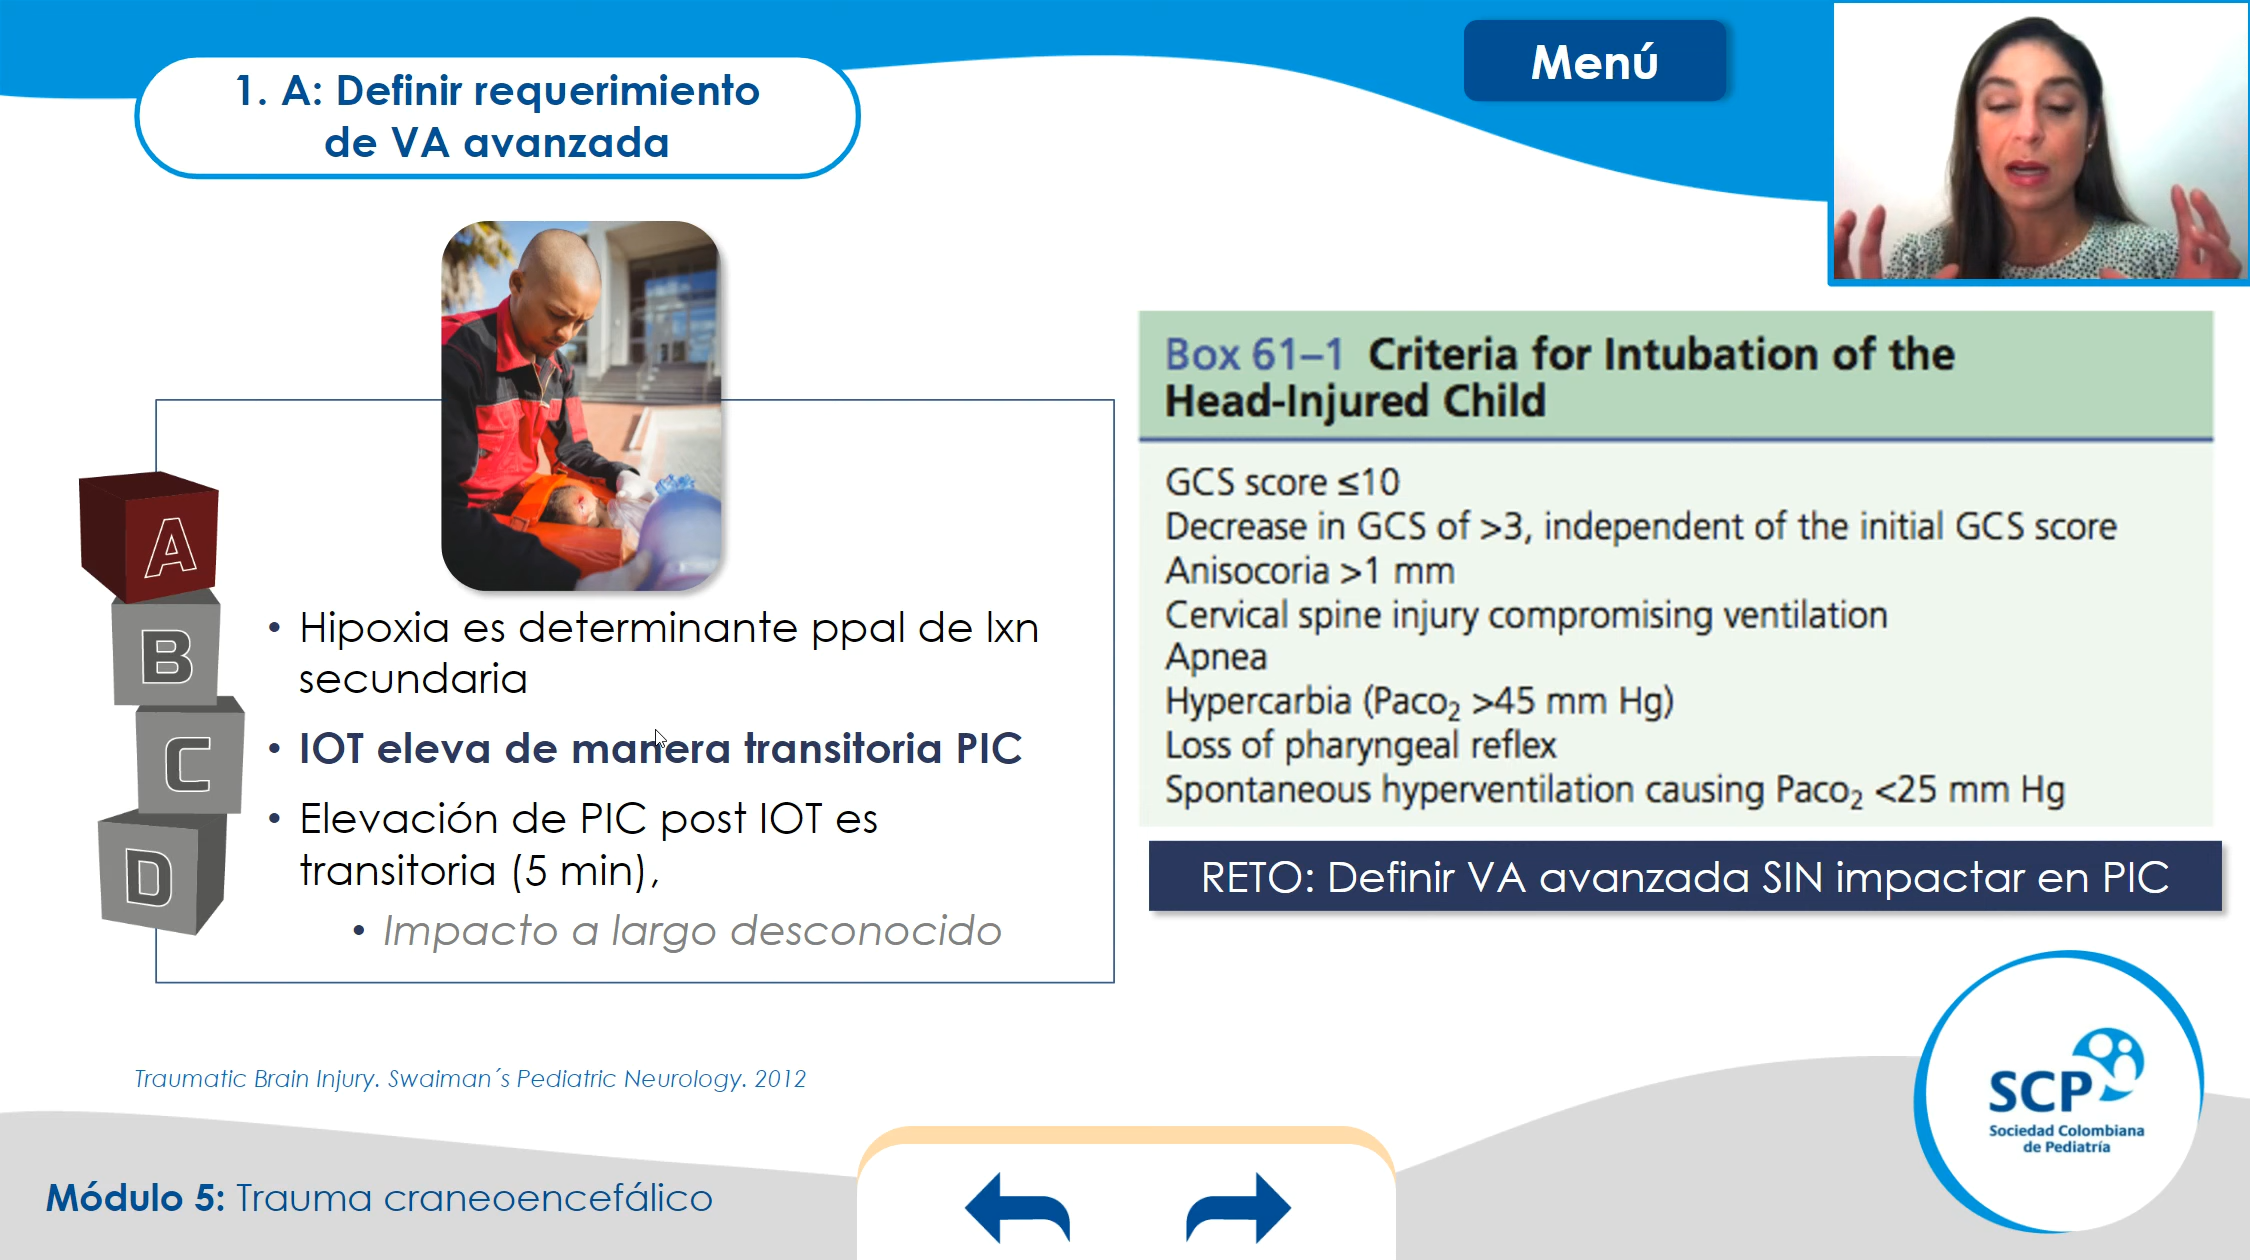 Menú
1. A: Definir requerimiento
de VA avanzada
A
B
C
D
• Hipoxia es determinante ppal de lxn
secundaria
• IOT eleva de manera transitoria PIC
• Elevación de PIC post IOT es
transitoria (5 min),
• Impacto a largo desconocido
Box 61–1 Criteria for Intubation of the
Head-Injured Child
GCS score ≤10
Decrease in GCS of >3, independent of the initial GCS score
Anisocoria >1 mm
Cervical spine injury compromising ventilation
Apnea
Hypercarbia (Paco₂ >45 mm Hg)
Loss of pharyngeal reflex
Spontaneous hyperventilation causing Paco₂ <25 mm Hg
RETO: Definir VA avanzada SIN impactar en PIC
Traumatic Brain Injury. Swaiman´s Pediatric Neurology. 2012
SCP
Sociedad Colombiana
de Pediatría
Módulo 5: Trauma craneoencefálico